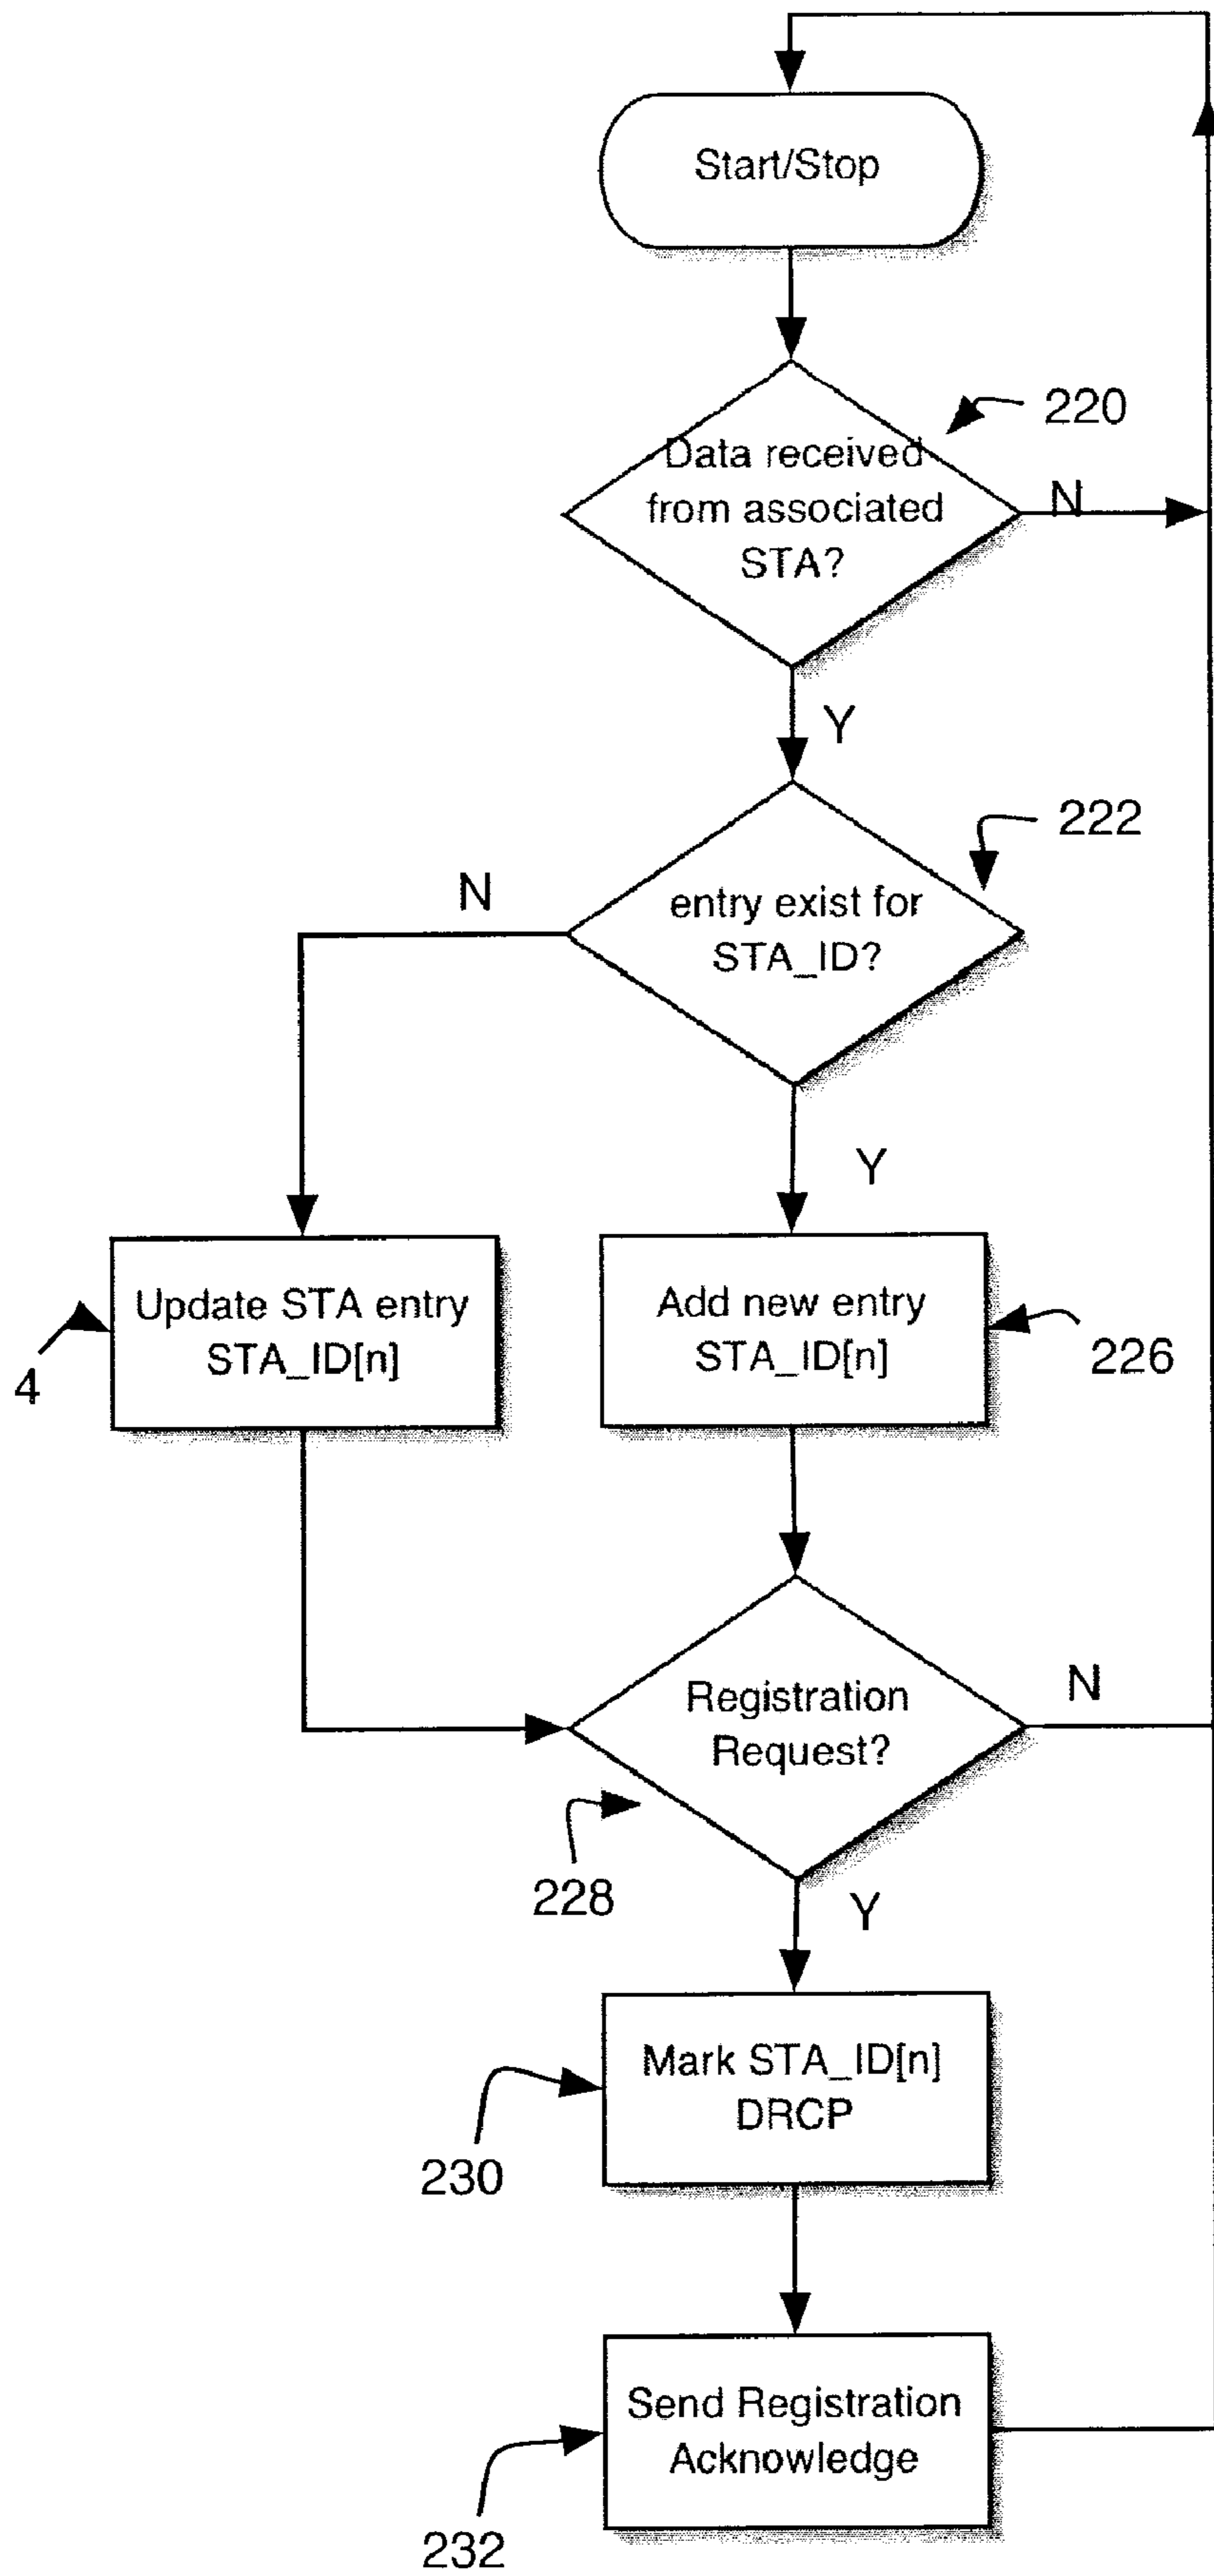 Start/Stop
220
Data received
from associated
STA?
N
Y
222
N
entry exist for
STA_ID?
Y
Update STA entry
STA_ID[n]
4
Add new entry
STA_ID[n]
226
Registration
Request?
N
228
Y
Mark STA_ID[n]
DRCP
230
Send Registration
Acknowledge
232